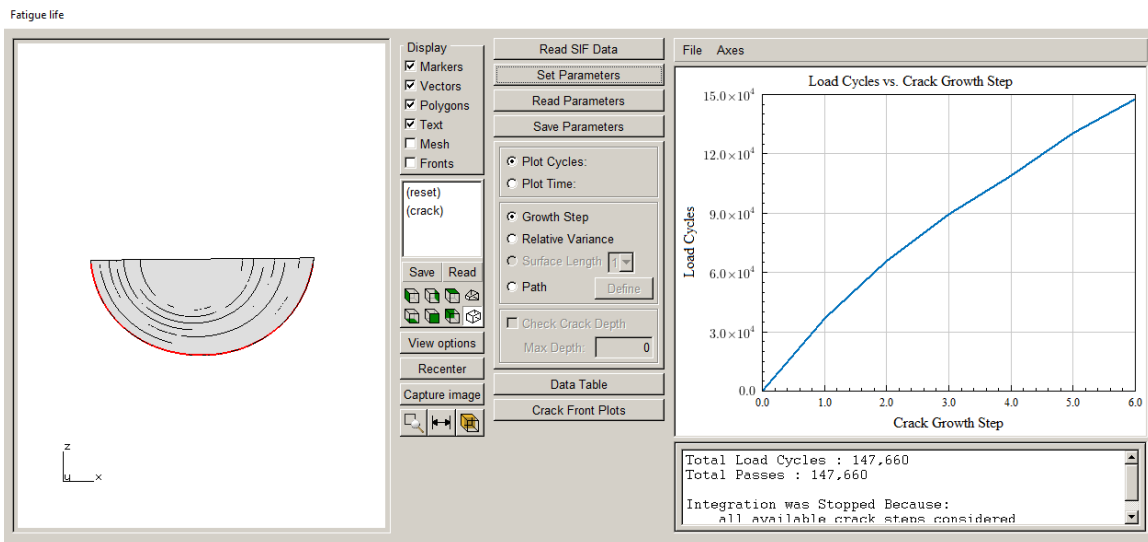 Fatigue life
Display
Markers
Vectors
Polygons
Text
Mesh
Fronts
(reset)
(crack)
Save Read
View options
Recenter
Capture image
z
y x
Read SIF Data
Set Parameters
Read Parameters
Save Parameters
Plot Cycles:
Plot Time:
Growth Step
Relative Variance
Surface Length 1
Path Define
Check Crack Depth
Max Depth: 0
Data Table
Crack Front Plots
File Axes
Load Cycles vs. Crack Growth Step
Load Cycles
15.0×10⁴
12.0×10⁴
9.0×10⁴
6.0×10⁴
3.0×10⁴
0.0
0.0 1.0 2.0 3.0 4.0 5.0 6.0
Crack Growth Step
Total Load Cycles : 147,660
Total Passes : 147,660
Integration was Stopped Because:
all available crack steps considered